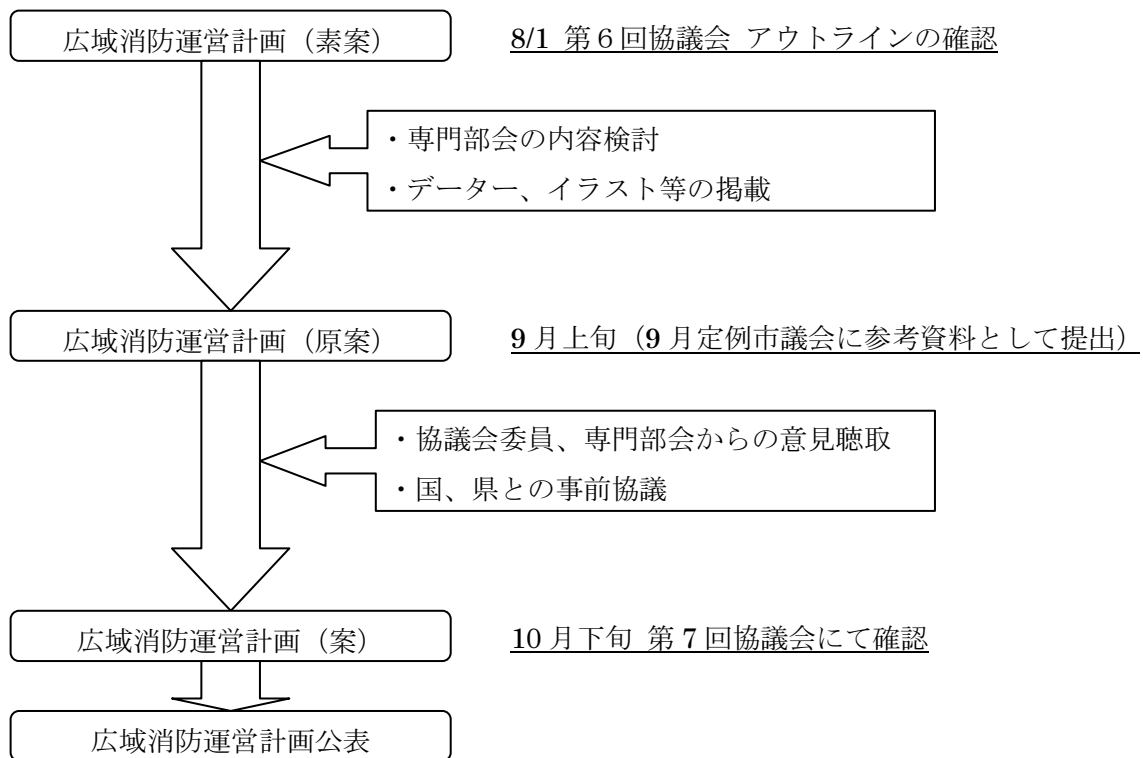 広域消防運営計画（素案）
8/1 第６回協議会 アウトラインの確認
・専門部会の内容検討
・データー、イラスト等の掲載
広域消防運営計画（原案）
9 月上旬（9 月定例市議会に参考資料として提出）
・協議会委員、専門部会からの意見聴取
・国、県との事前協議
広域消防運営計画（案）
10 月下旬 第 7 回協議会にて確認
広域消防運営計画公表